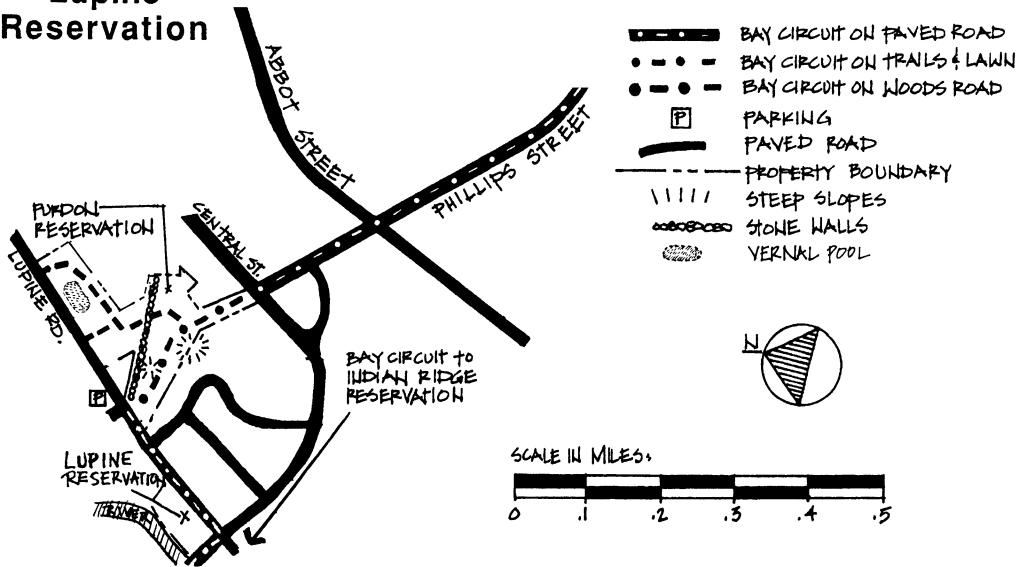 Lupine
Reservation
BAY CIRCUIT ON PAVED ROAD
BAY CIRCUIT ON TRAILS & LAWN
BAY CIRCUIT ON WOODS ROAD
P PARKING
PAVED ROAD
PROPERTY BOUNDARY
STEEP SLOPES
STONE WALLS
VERNAL POOL
ABBOT STREET
PHILLIPS STREET
CENTRAL ST.
PURDON
RESERVATION
LUPINE RD.
P
N
BAY CIRCUIT TO
INDIAN RIDGE
RESERVATION
LUPINE
RESERVATION
SCALE IN MILES:
0 .1 .2 .3 .4 .5